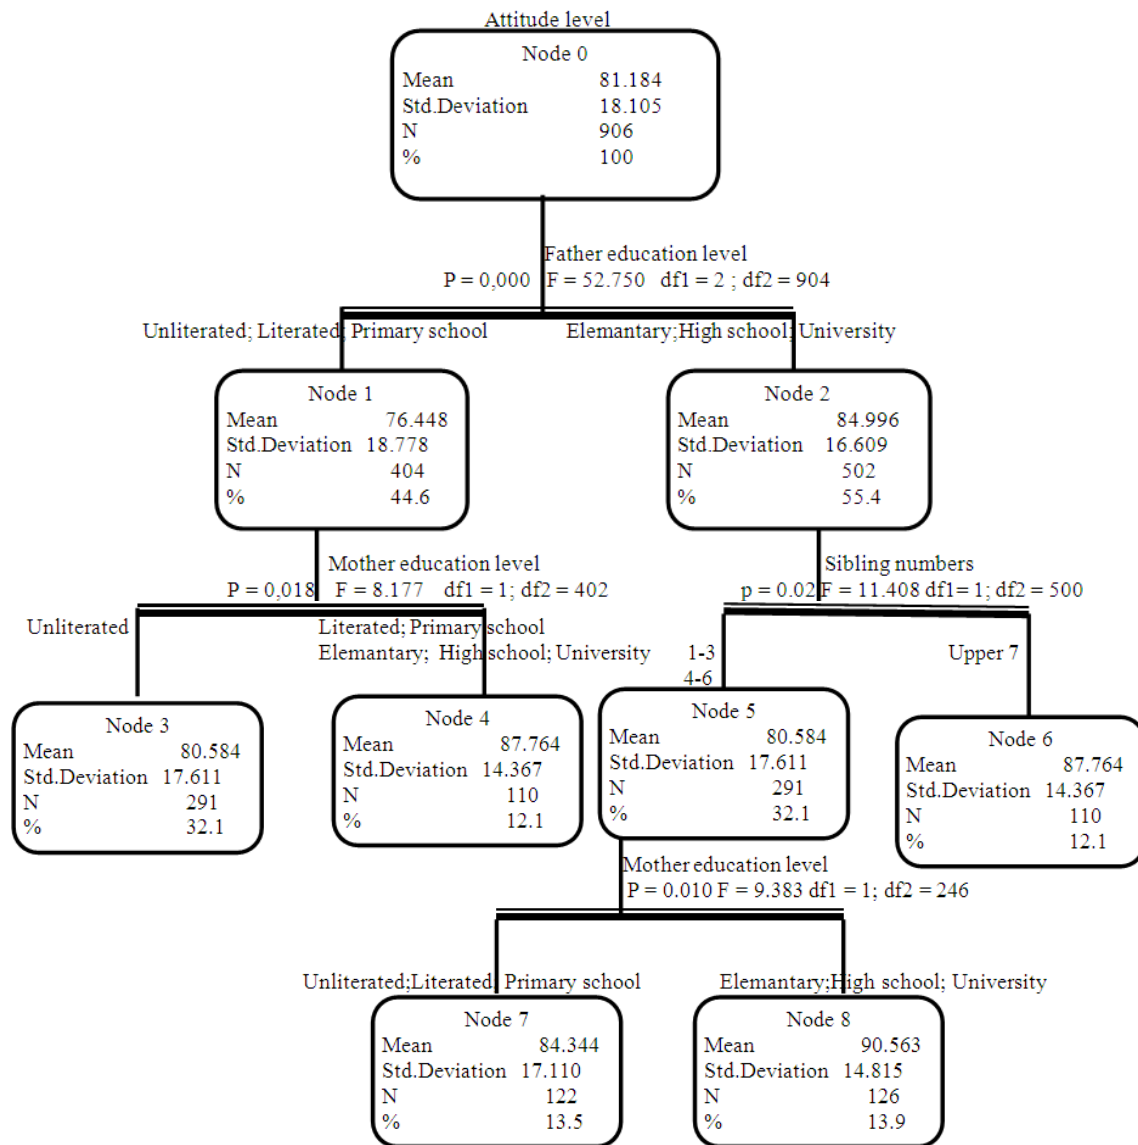 Attitude level
Node 0
Mean 81.184
Std.Deviation 18.105
N 906
% 100
Father education level
P = 0,000 F = 52.750 df1 = 2 ; df2 = 904
Unliterated; Literated; Primary school
Elemantary;High school; University
Node 1
Mean 76.448
Std.Deviation 18.778
N 404
% 44.6
Node 2
Mean 84.996
Std.Deviation 16.609
N 502
% 55.4
Mother education level
P = 0,018 F = 8.177 df1 = 1; df2 = 402
Sibling numbers
p = 0.02 F = 11.408 df1= 1; df2 = 500
Unliterated
Literated; Primary school
Elemantary; High school; University
1-3
4-6
Upper 7
Node 3
Mean 80.584
Std.Deviation 17.611
N 291
% 32.1
Node 4
Mean 87.764
Std.Deviation 14.367
N 110
% 12.1
Node 5
Mean 80.584
Std.Deviation 17.611
N 291
% 32.1
Node 6
Mean 87.764
Std.Deviation 14.367
N 110
% 12.1
Mother education level
P = 0.010 F = 9.383 df1 = 1; df2 = 246
Unliterated;Literated; Primary school
Elemantary;High school; University
Node 7
Mean 84.344
Std.Deviation 17.110
N 122
% 13.5
Node 8
Mean 90.563
Std.Deviation 14.815
N 126
% 13.9